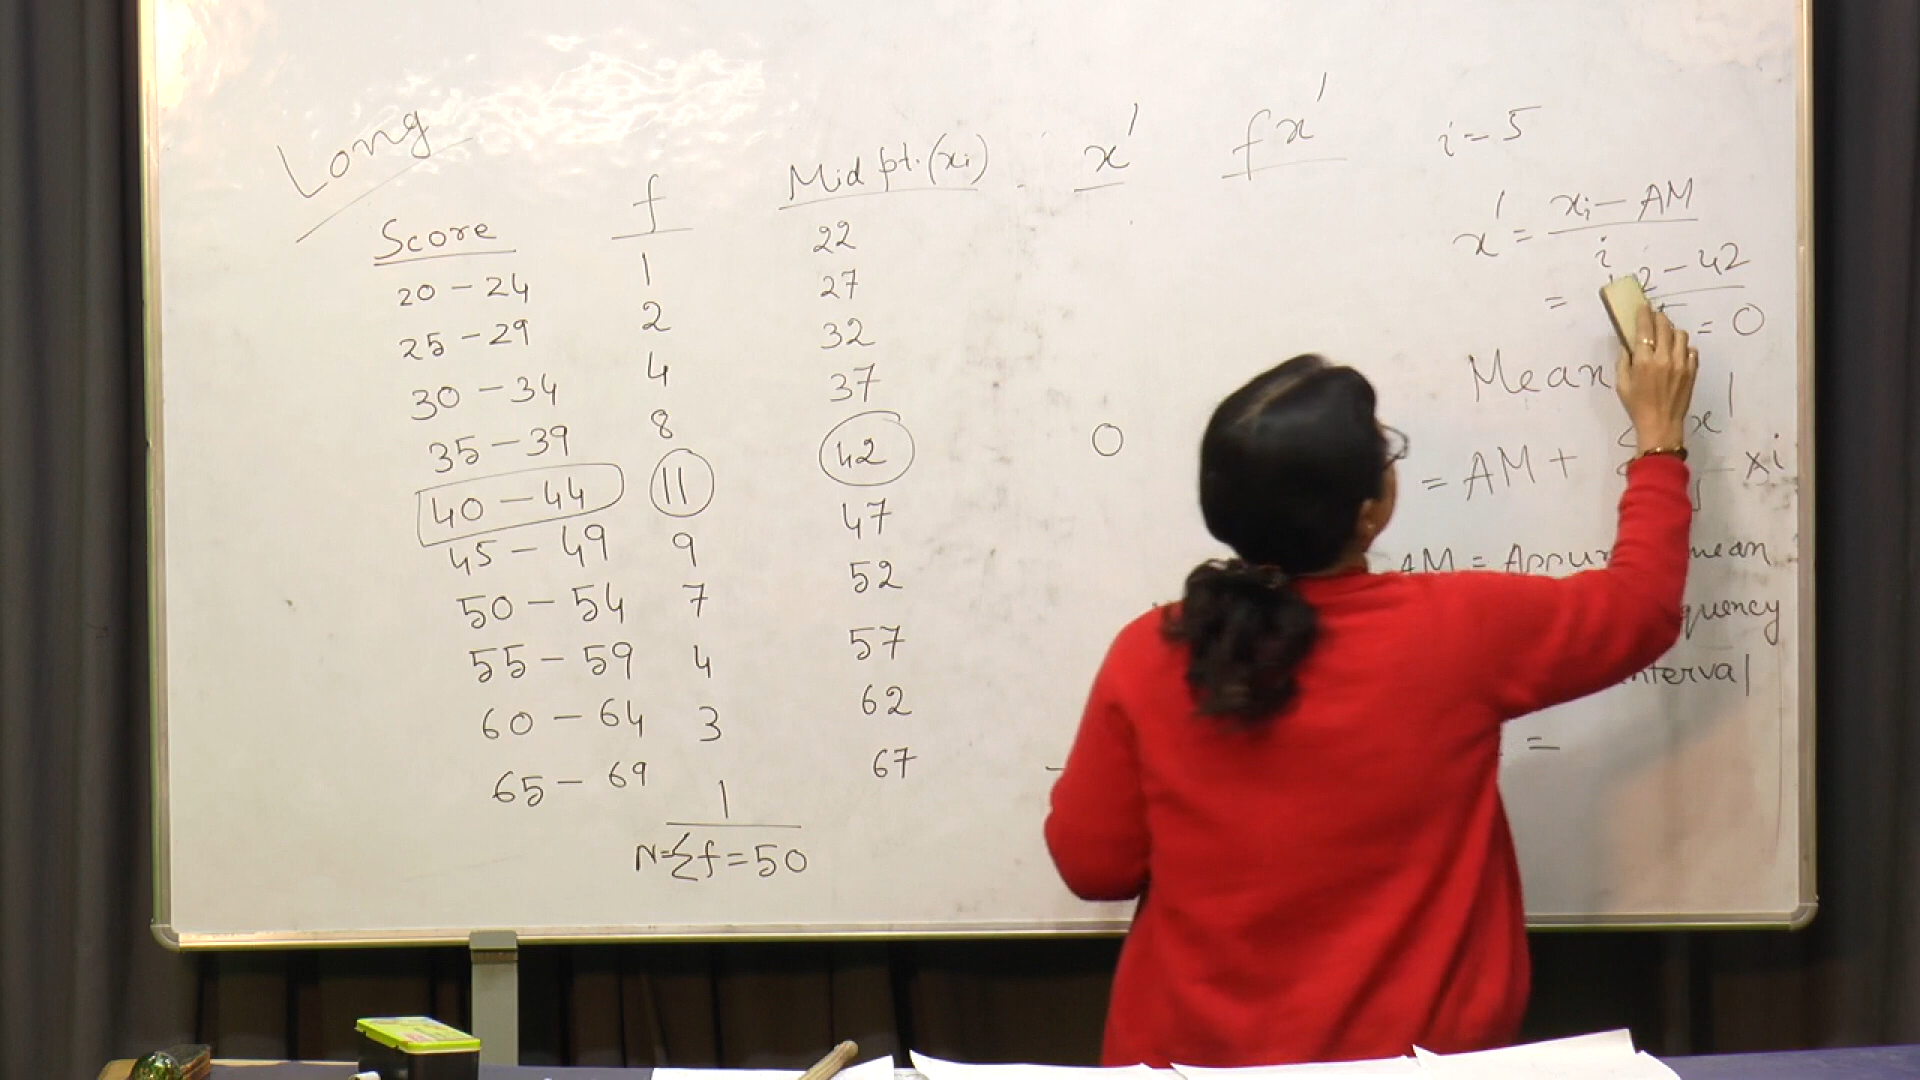 Long
Score f Mid pt. (xi) x' fx' i = 5
20 - 24 1 22
25 - 29 2 27
30 - 34 4 32
35 - 39 8 37
40 - 44 11 42 0
45 - 49 9 47
50 - 54 7 52
55 - 59 4 57
60 - 64 3 62
65 - 69 1 67
N=Σf=50
x' = xi - AM
i
= 2 - 42
= 0
Mean
= AM + x' x i
AM = mean
interval
=